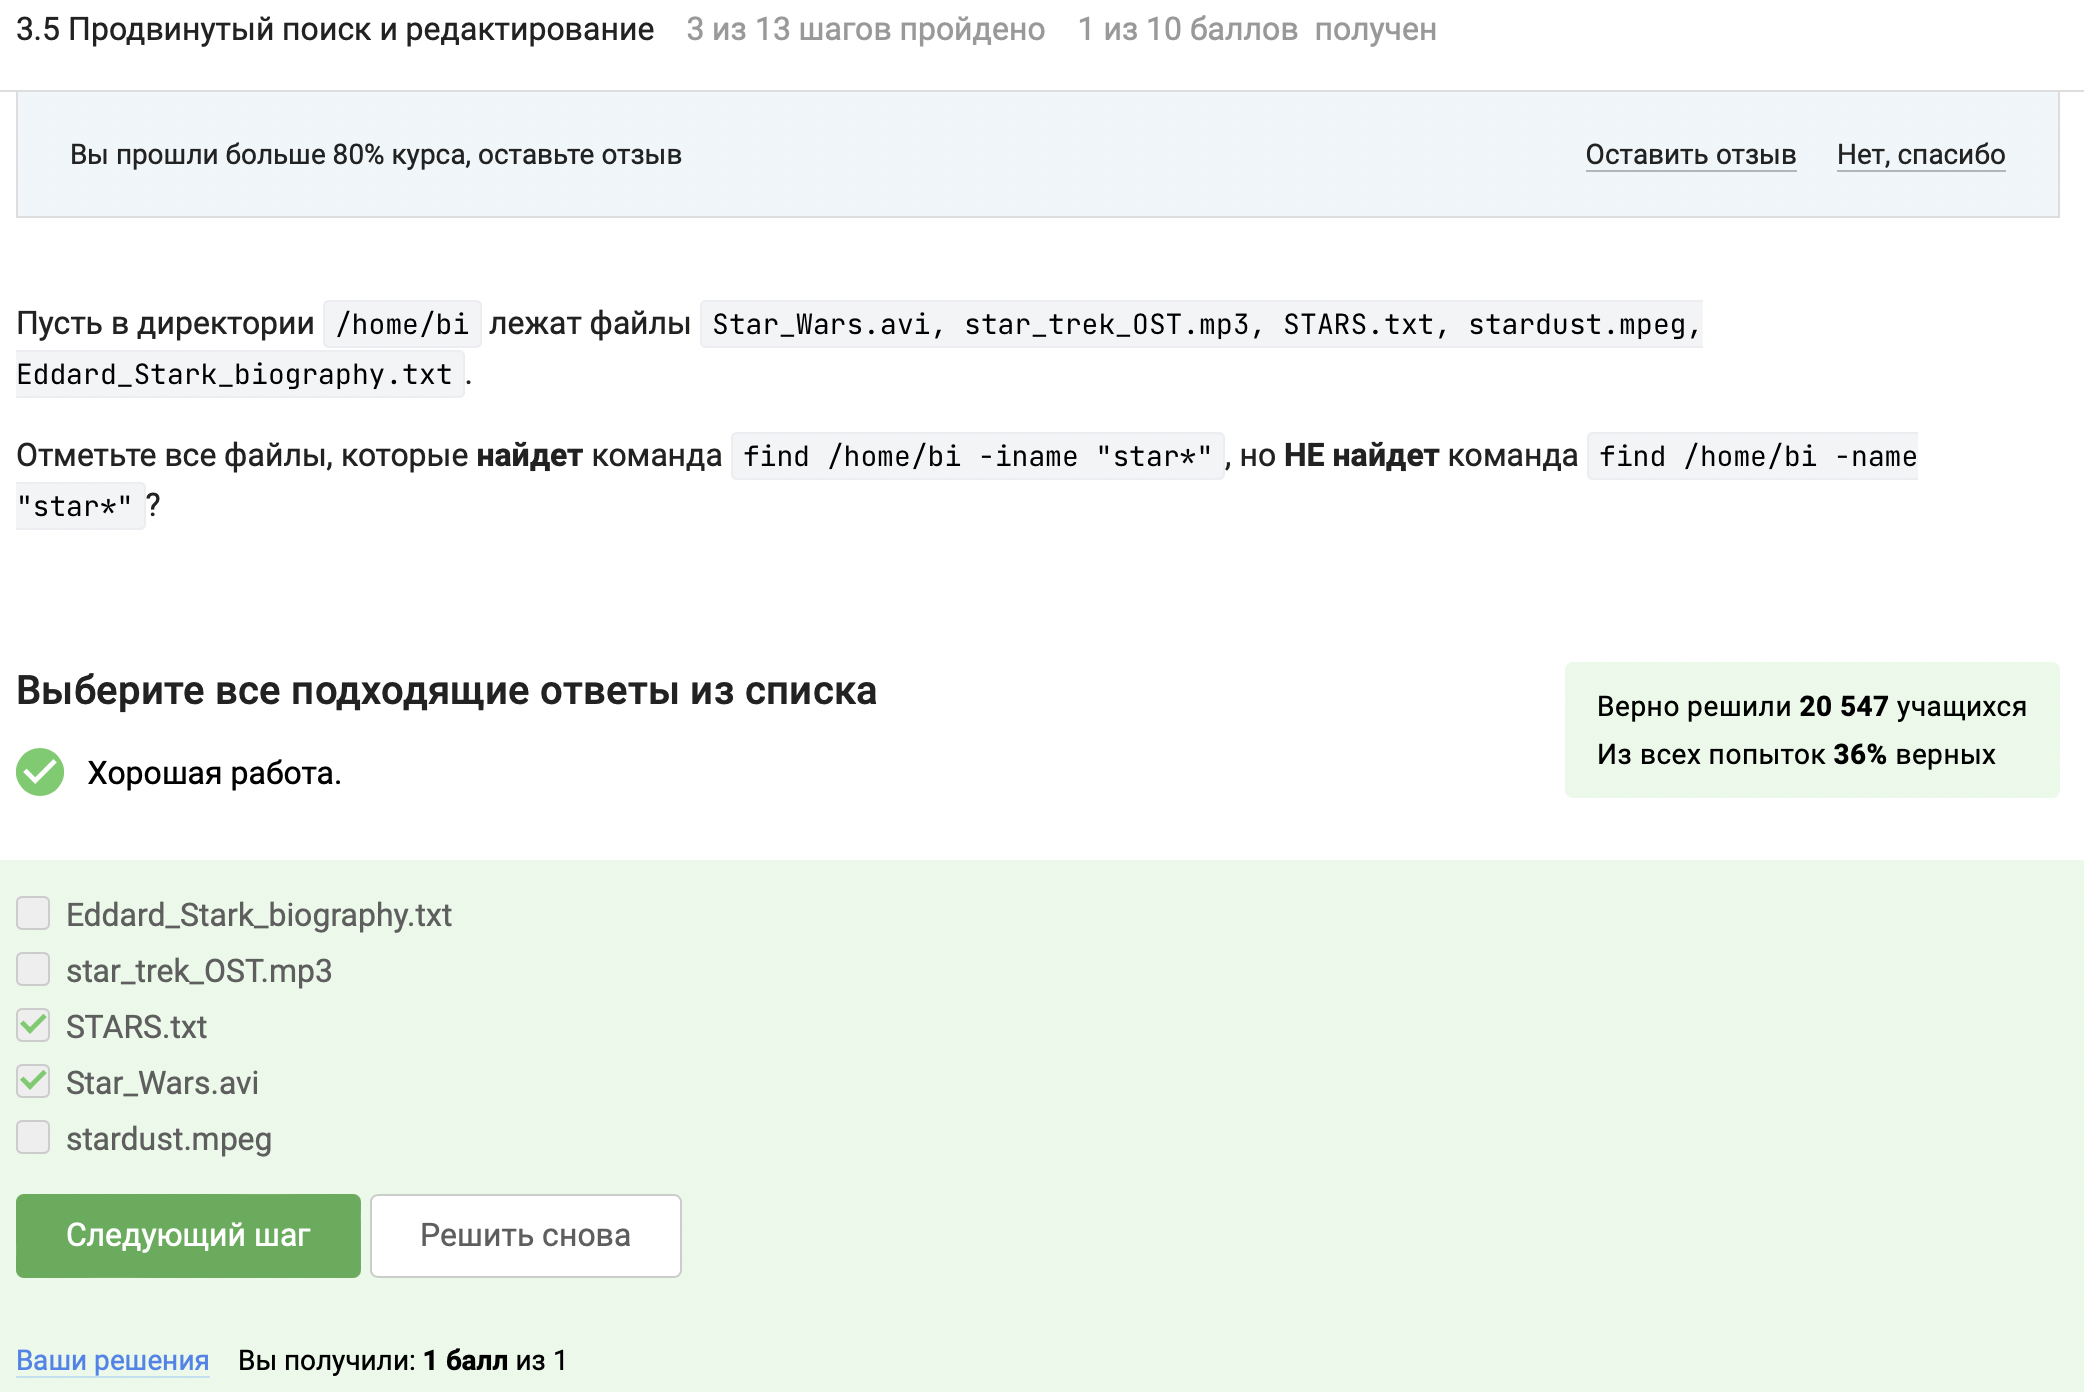 3.5 Продвинутый поиск и редактирование 3 из 13 шагов пройдено 1 из 10 баллов получен
Вы прошли больше 80% курса, оставьте отзыв Оставить отзыв Нет, спасибо
Пусть в директории /home/bi лежат файлы Star_Wars.avi, star_trek_OST.mp3, STARS.txt, stardust.mpeg,
Eddard_Stark_biography.txt .
Отметьте все файлы, которые найдет команда find /home/bi -iname "star*" , но НЕ найдет команда find /home/bi -name
"star*" ?
Выберите все подходящие ответы из списка
Верно решили 20 547 учащихся
Из всех попыток 36% верных
Хорошая работа.
Eddard_Stark_biography.txt
star_trek_OST.mp3
STARS.txt
Star_Wars.avi
stardust.mpeg
Следующий шаг Решить снова
Ваши решения Вы получили: 1 балл из 1